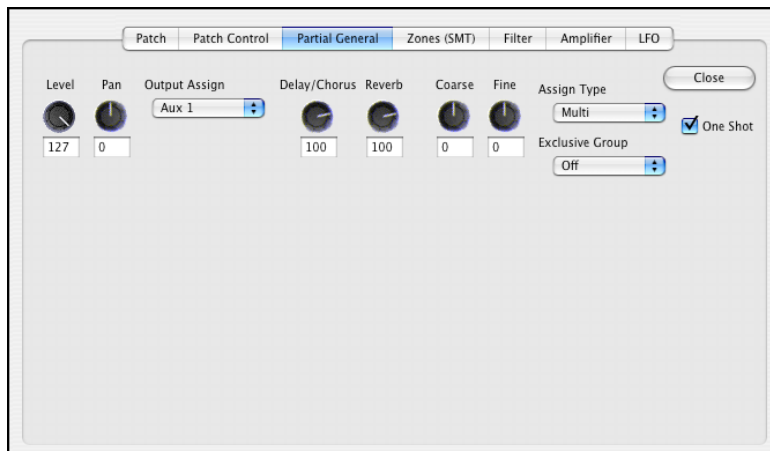 Patch Patch Control Partial General Zones (SMT) Filter Amplifier LFO
Level Pan Output Assign Delay/Chorus Reverb Coarse Fine Assign Type Close
Aux 1 Multi One Shot
127 0 100 100 0 0 Exclusive Group
Off